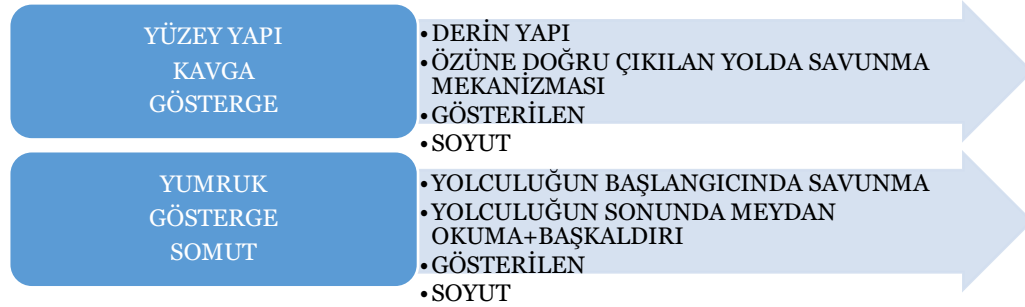 YÜZEY YAPI
KAVGA
GÖSTERGE
•DERİN YAPI
•ÖZÜNE DOĞRU ÇIKILAN YOLDA SAVUNMA
MEKANİZMASI
•GÖSTERİLEN
•SOYUT
YUMRUK
GÖSTERGE
SOMUT
•YOLCULUĞUN BAŞLANGICINDA SAVUNMA
•YOLCULUĞUN SONUNDA MEYDAN
OKUMA+BAŞKALDIRI
•GÖSTERİLEN
•SOYUT